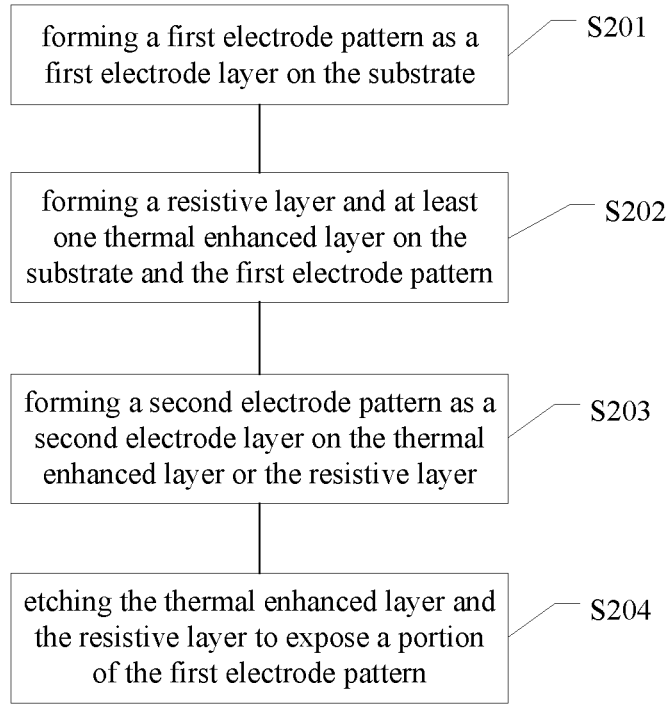 forming a first electrode pattern as a
first electrode layer on the substrate
S201
forming a resistive layer and at least
one thermal enhanced layer on the
substrate and the first electrode pattern
S202
forming a second electrode pattern as a
second electrode layer on the thermal
enhanced layer or the resistive layer
S203
etching the thermal enhanced layer and
the resistive layer to expose a portion
of the first electrode pattern
S204